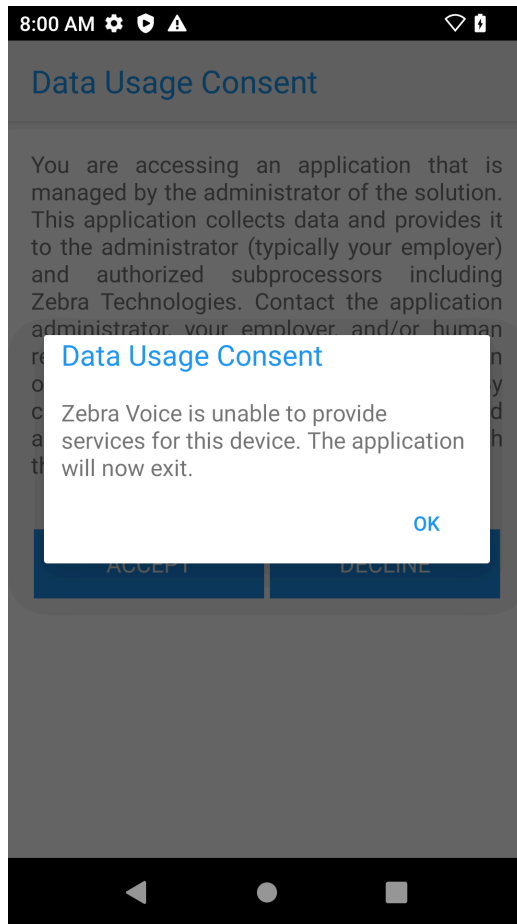 8:00 AM
Data Usage Consent
You are accessing an application that is
managed by the administrator of the solution.
This application collects data and provides it
to the administrator (typically your employer)
and authorized subprocessors including
Zebra Technologies. Contact the application
administrator, your employer, and/or human
Data Usage Consent
Zebra Voice is unable to provide
services for this device. The application
will now exit.
OK
ACCEPT DECLINE